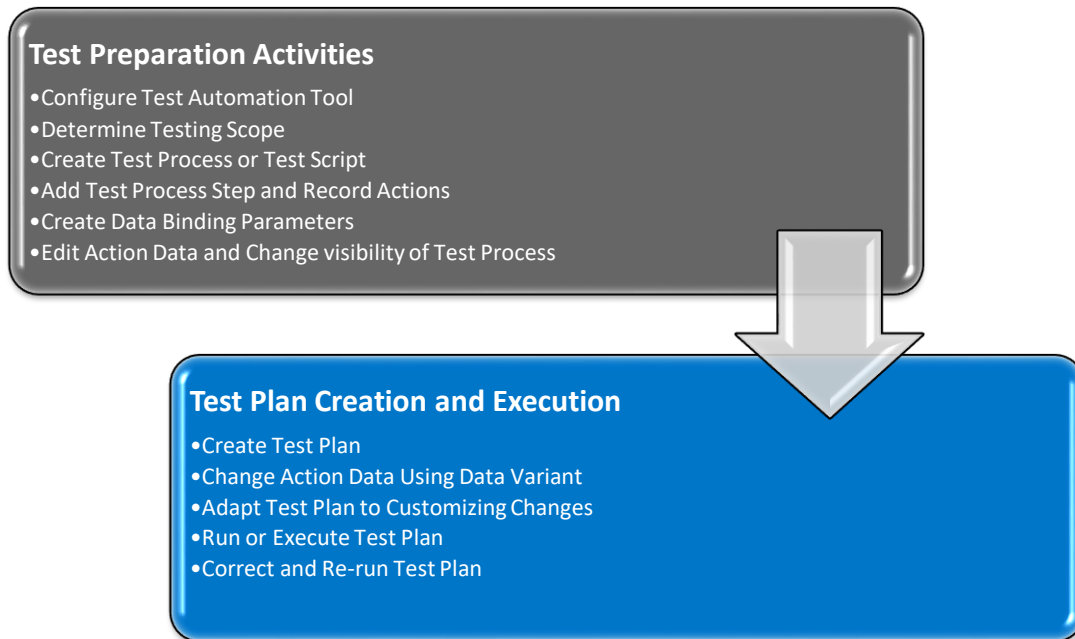 Test Preparation Activities
•Configure Test Automation Tool
•Determine Testing Scope
•Create Test Process or Test Script
•Add Test Process Step and Record Actions
•Create Data Binding Parameters
•Edit Action Data and Change visibility of Test Process
Test Plan Creation and Execution
•Create Test Plan
•Change Action Data Using Data Variant
•Adapt Test Plan to Customizing Changes
•Run or Execute Test Plan
•Correct and Re-run Test Plan